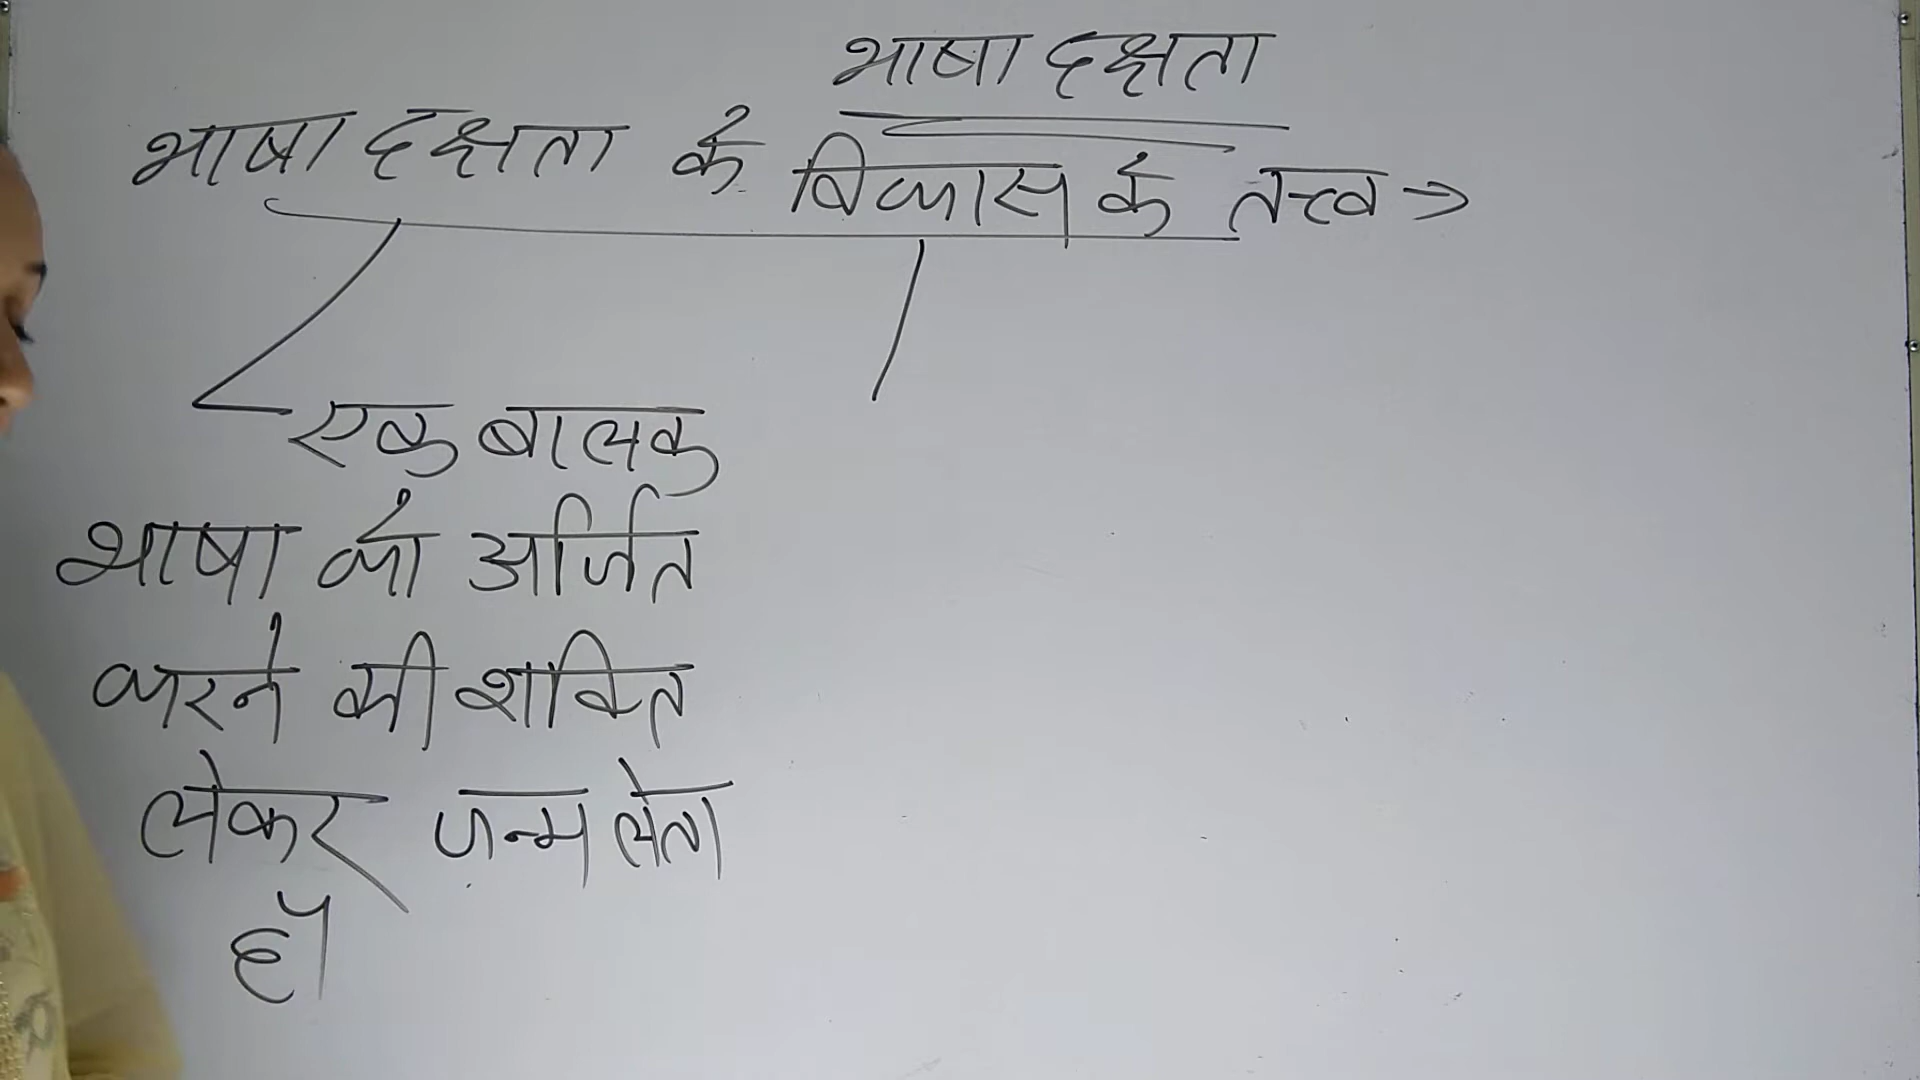 भाषा दक्षता
भाषा दक्षता के विकास के तत्त्व →
एक बालक
भाषा को अर्जित
करने की शक्ति
लेकर जन्म लेता
है।